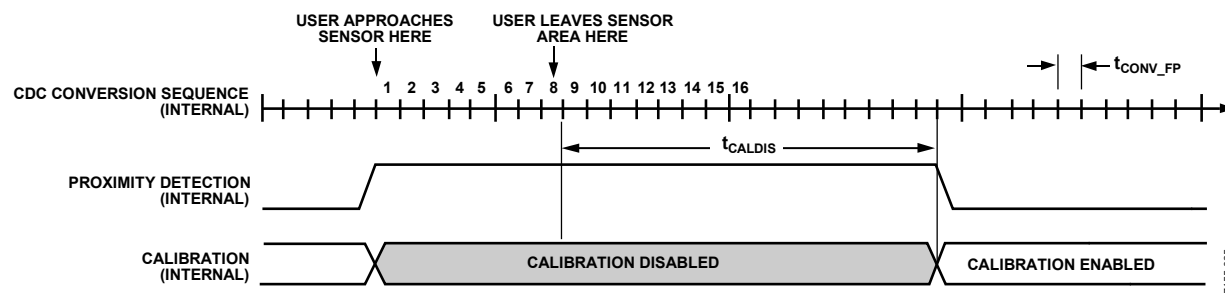 USER APPROACHES
SENSOR HERE
USER LEAVES SENSOR
AREA HERE
tCONV_FP
CDC CONVERSION SEQUENCE
(INTERNAL)
1 2 3 4 5 6 7 8 9 10 11 12 13 14 15 16
tCALDIS
PROXIMITY DETECTION
(INTERNAL)
CALIBRATION
(INTERNAL)
CALIBRATION DISABLED
CALIBRATION ENABLED